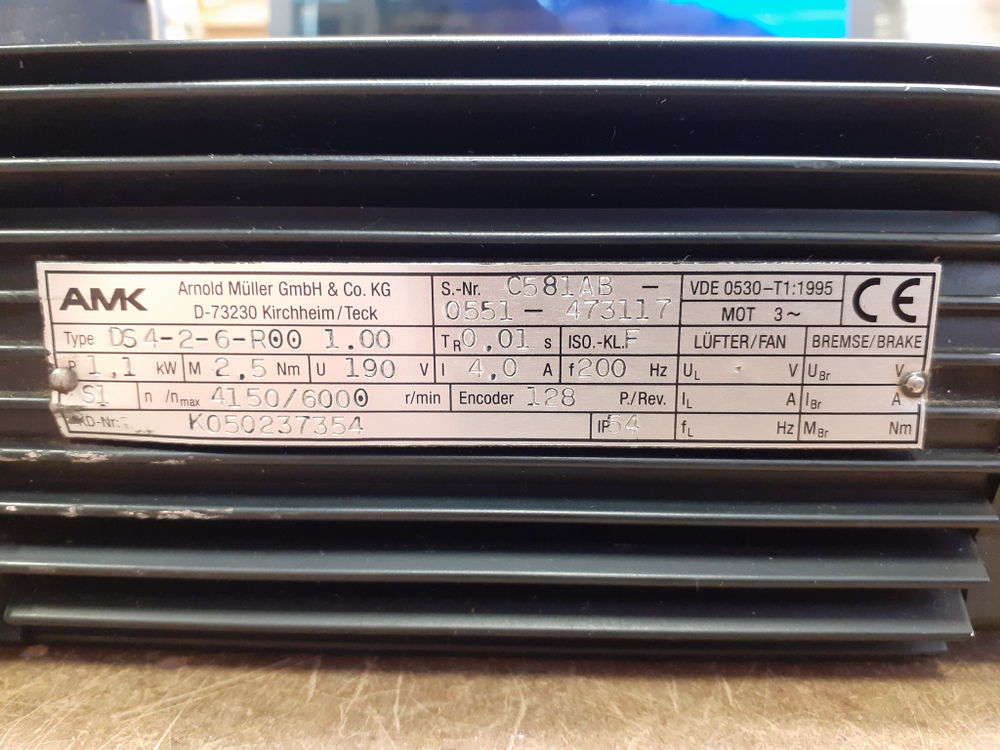 AMK Arnold Müller GmbH & Co. KG
D-73230 Kirchheim/Teck
S.-Nr. C581AB -
0551 - 473117
VDE 0530-T1:1995
MOT 3~
CE
Type DS4-2-6-R00 1.00 TR 0,01 s ISO.-KL.F LÜFTER/FAN BREMSE/BRAKE
P 1,1 kW M 2,5 Nm U 190 V I 4,0 A f 200 Hz UL V UBr V
S1 n /nmax 4150/6000 r/min Encoder 128 P./Rev. IL A IBr A
KD-Nr. K050237354 IP54 fL Hz MBr Nm